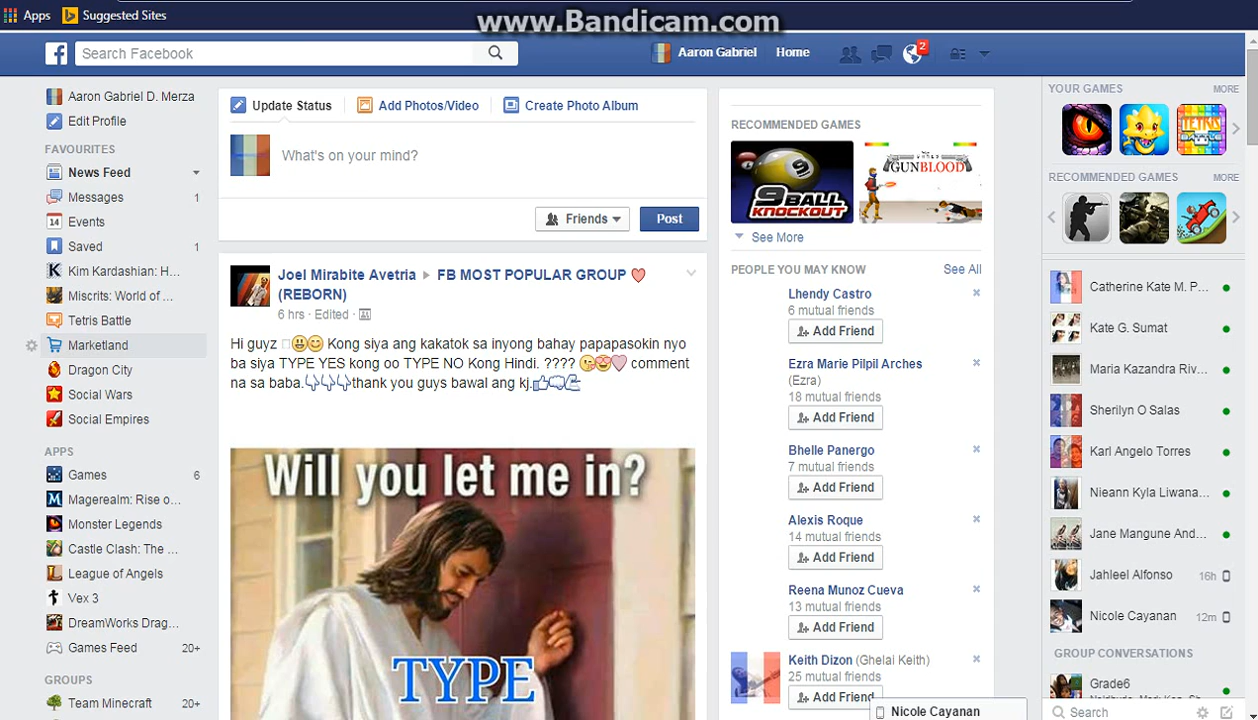 Apps
Suggested Sites
www.Bandicam.com
Search Facebook
Aaron Gabriel
Home
2
Aaron Gabriel D. Merza
Edit Profile
FAVOURITES
News Feed
Messages 1
Events
Saved 1
Kim Kardashian: H...
Miscrits: World of ...
Tetris Battle
Marketland
Dragon City
Social Wars
Social Empires
APPS
Games 6
Magerealm: Rise o...
Monster Legends
Castle Clash: The ...
League of Angels
Vex 3
DreamWorks Drag...
Games Feed 20+
GROUPS
Team Minecraft 20+
Update Status
Add Photos/Video
Create Photo Album
What's on your mind?
Friends
Post
Joel Mirabite Avetria ▸ FB MOST POPULAR GROUP ❤
(REBORN)
6 hrs · Edited ·
Hi guyz 😃😊 Kong siya ang kakatok sa inyong bahay papapasokin nyo
ba siya TYPE YES kong oo TYPE NO Kong Hindi. ???? 😘😍❤ comment
na sa baba.👇👇👇thank you guys bawal ang kj.👍👊💪
Will you let me in?
TYPE
RECOMMENDED GAMES
9 BALL
KNOCKOUT
GUNBLOOD
See More
PEOPLE YOU MAY KNOW See All
Lhendy Castro
6 mutual friends
Add Friend
Ezra Marie Pilpil Arches
(Ezra)
18 mutual friends
Add Friend
Bhelle Panergo
7 mutual friends
Add Friend
Alexis Roque
14 mutual friends
Add Friend
Reena Munoz Cueva
13 mutual friends
Add Friend
Keith Dizon (Ghelai Keith)
25 mutual friends
Add Friend
Nicole Cayanan
YOUR GAMES MORE
TETRIS
BATTLE
RECOMMENDED GAMES MORE
Catherine Kate M. P...
Kate G. Sumat
Maria Kazandra Riv...
Sherilyn O Salas
Karl Angelo Torres
Nieann Kyla Liwana...
Jane Mangune And...
Jahleel Alfonso 16h
Nicole Cayanan 12m
GROUP CONVERSATIONS
Grade6
Search